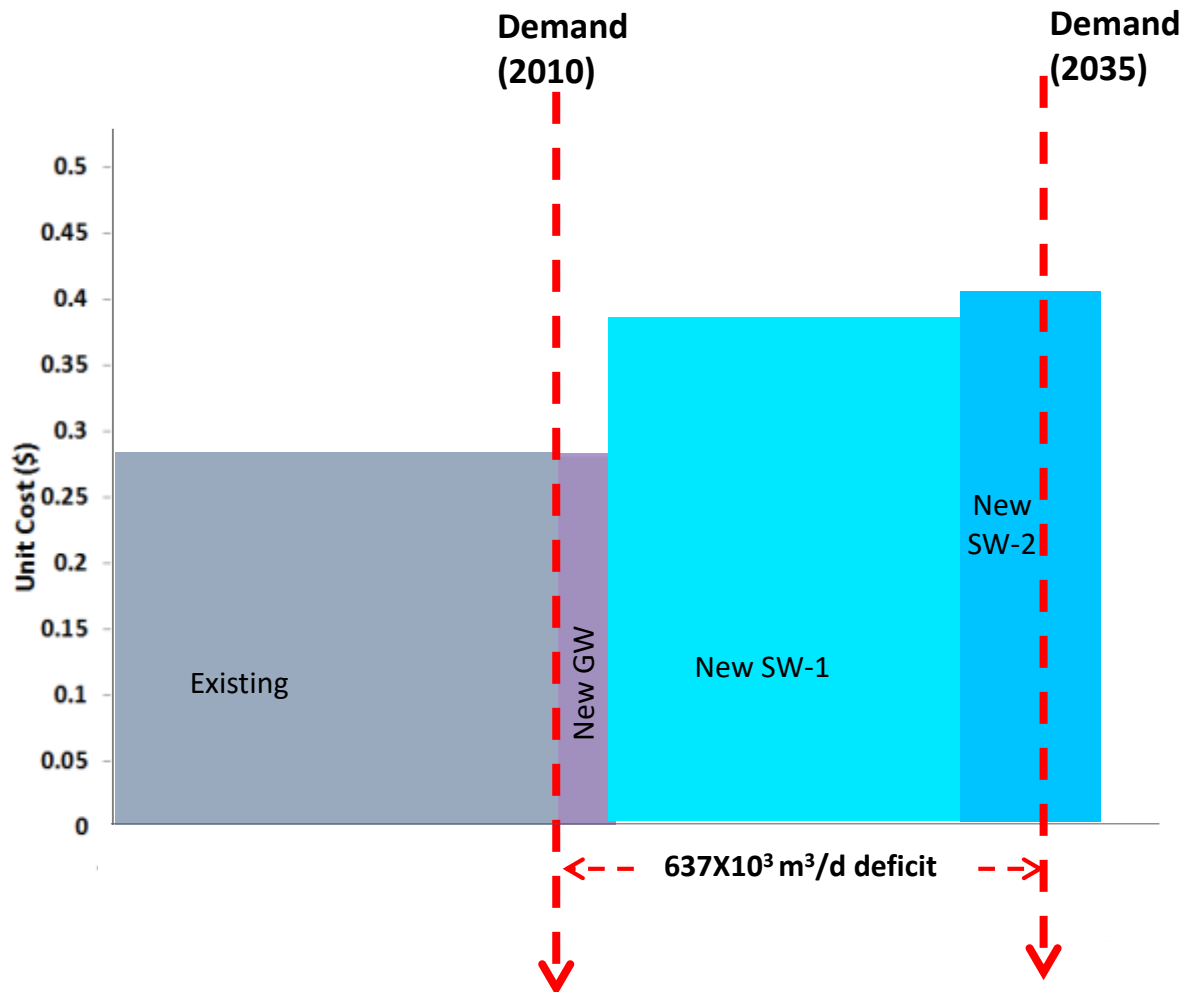 Demand
(2010)
Demand
(2035)
0.5
0.45
0.4
0.35
0.3
0.25
0.2
0.15
0.1
0.05
0
Unit Cost ($)
Existing
New GW
New SW-1
New
SW-2
637X10³ m³/d deficit